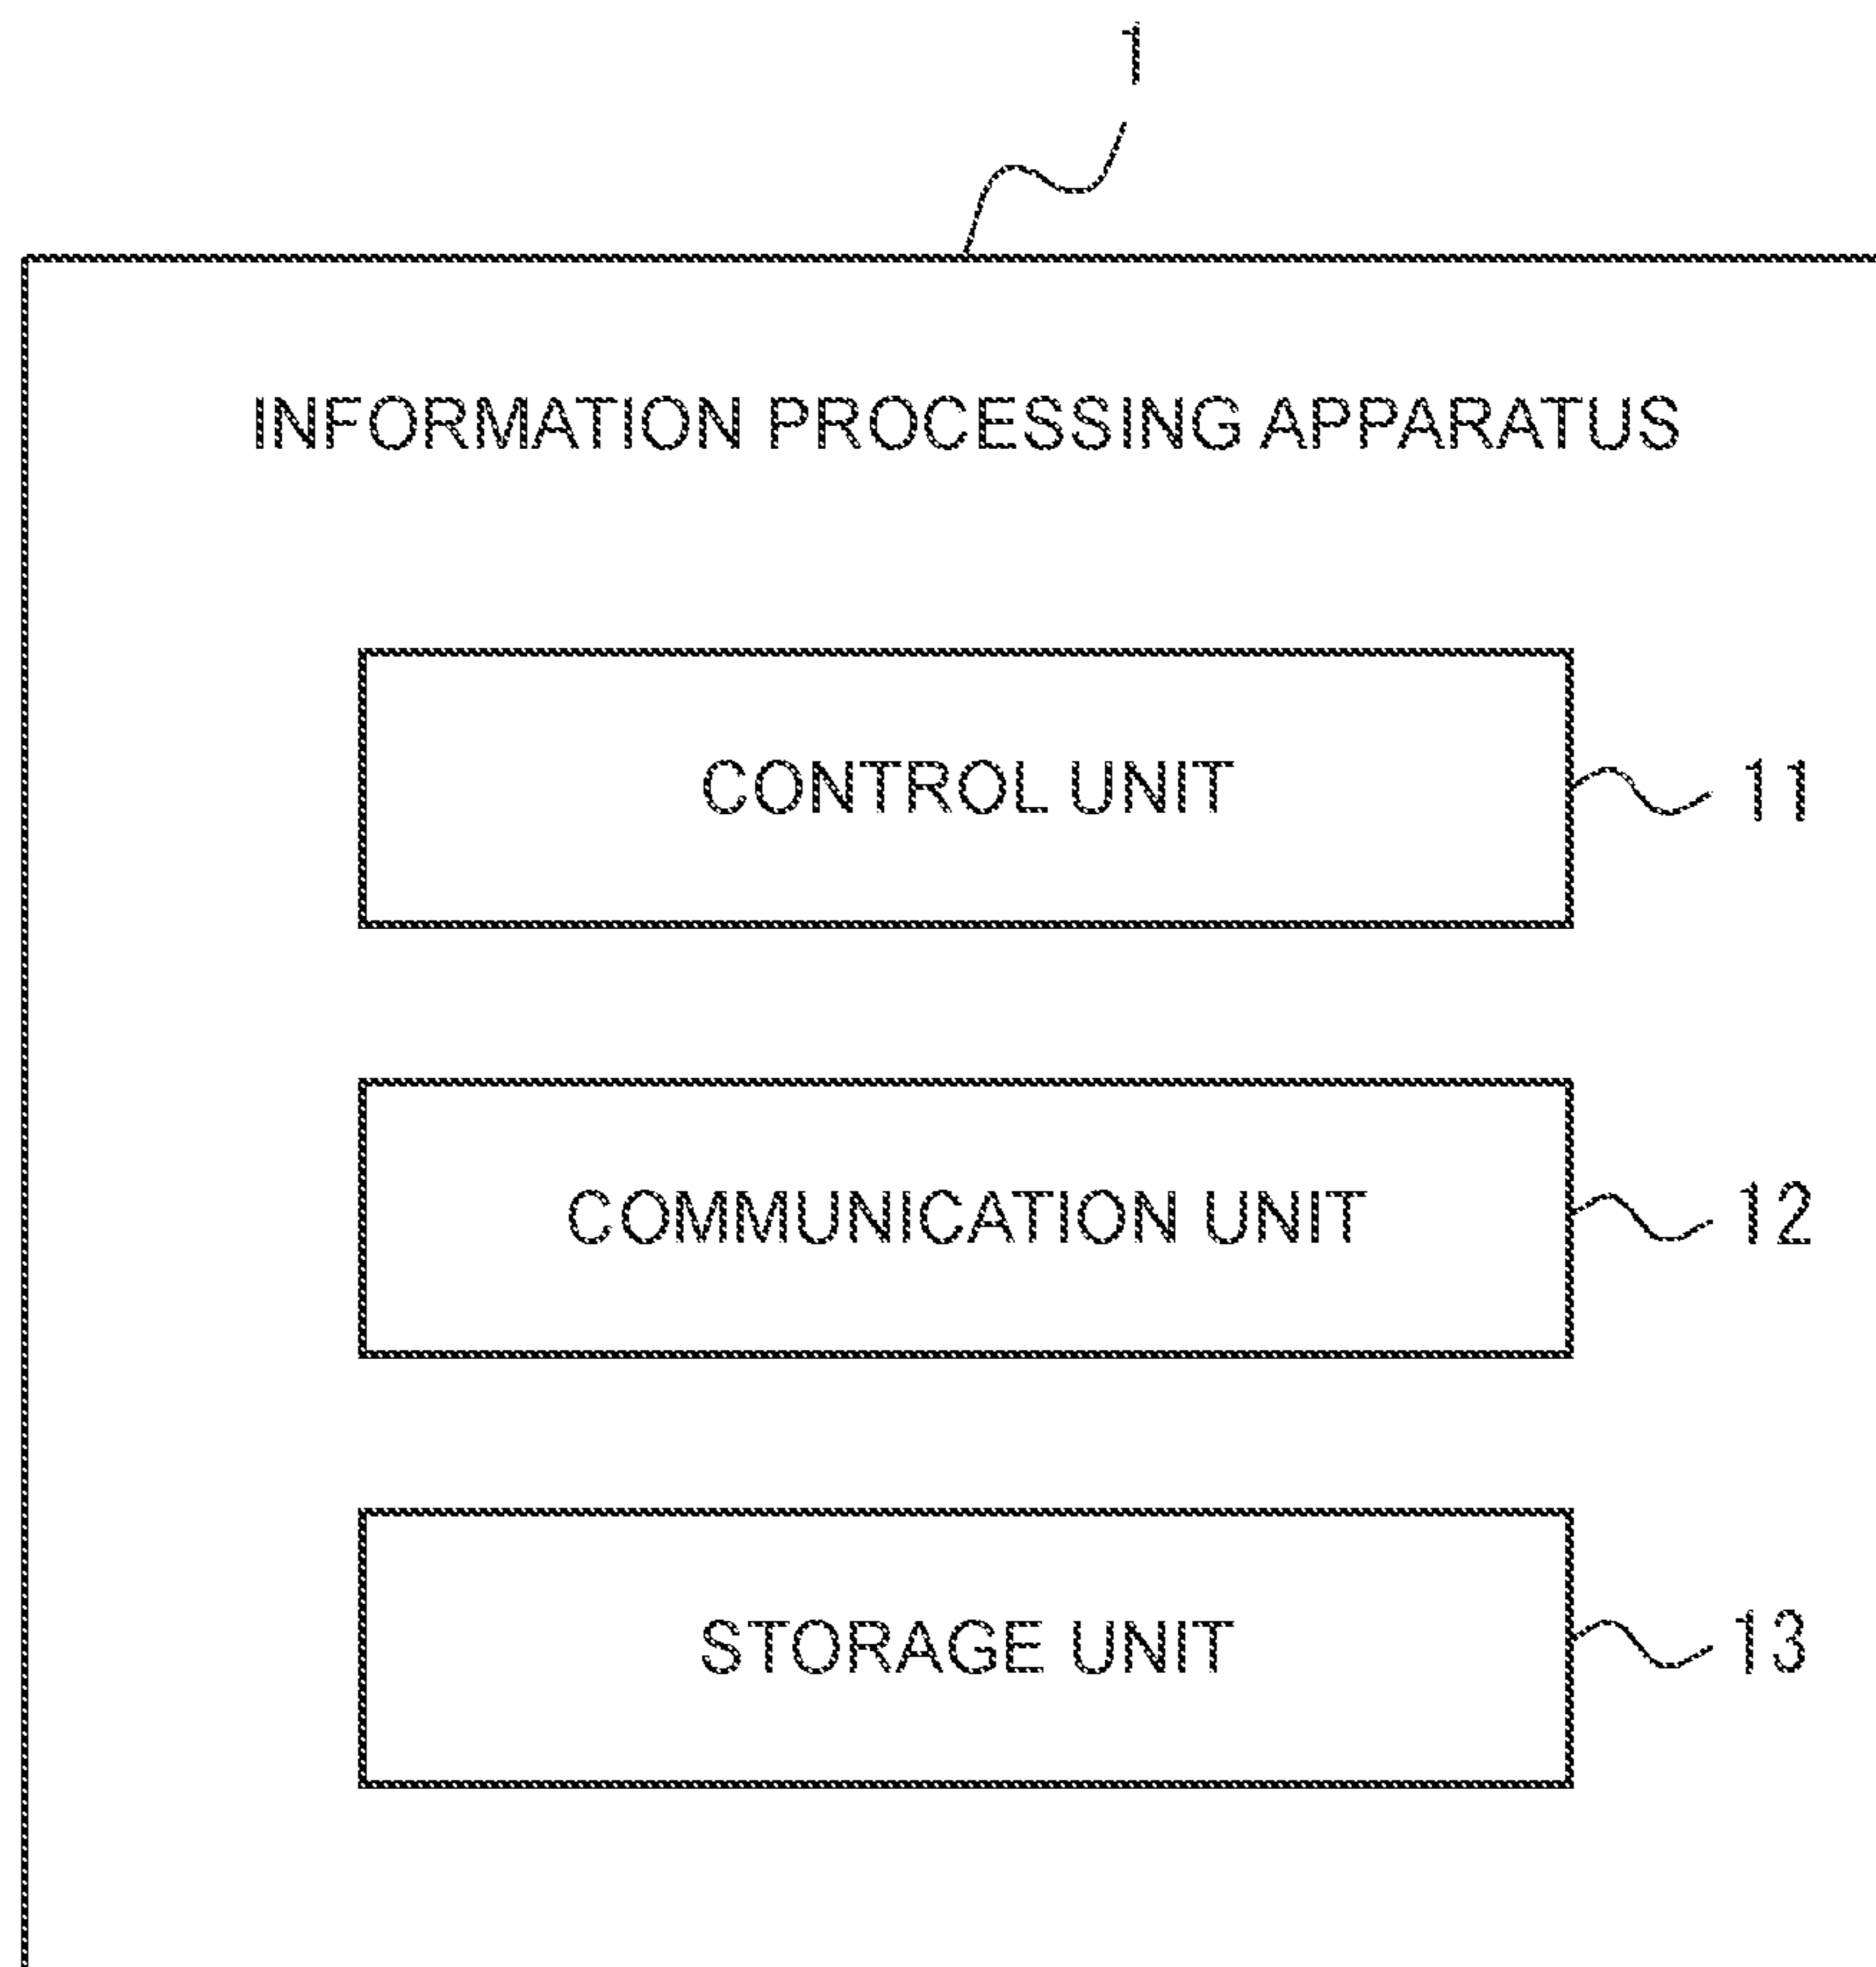 1
INFORMATION PROCESSING APPARATUS
CONTROL UNIT
11
COMMUNICATION UNIT
12
STORAGE UNIT
13